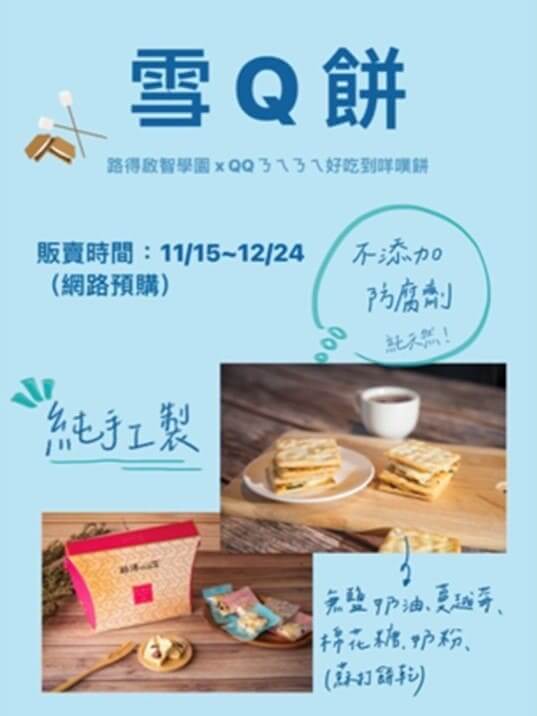 雪Q餅
路得啟智學園 x QQㄋㄟㄋㄟ好吃到咩噗餅
販賣時間：11/15~12/24
（網路預購）
不添加
防腐劑
純天然！
純手工製
無鹽奶油、蔓越莓、
棉花糖、奶粉、
(蘇打餅乾)